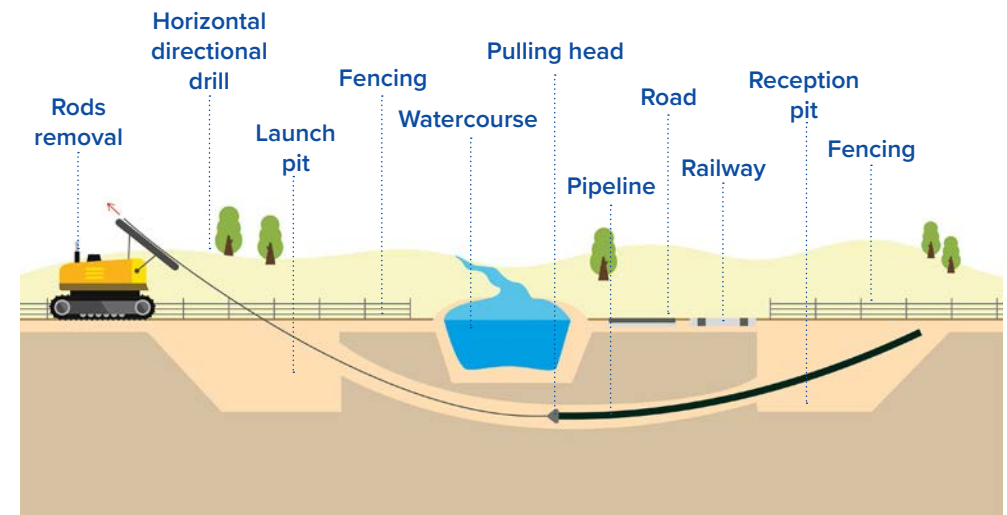 Horizontal
directional
drill
Pulling head
Fencing
Reception
pit
Rods
removal
Road
Watercourse
Launch
pit
Fencing
Railway
Pipeline